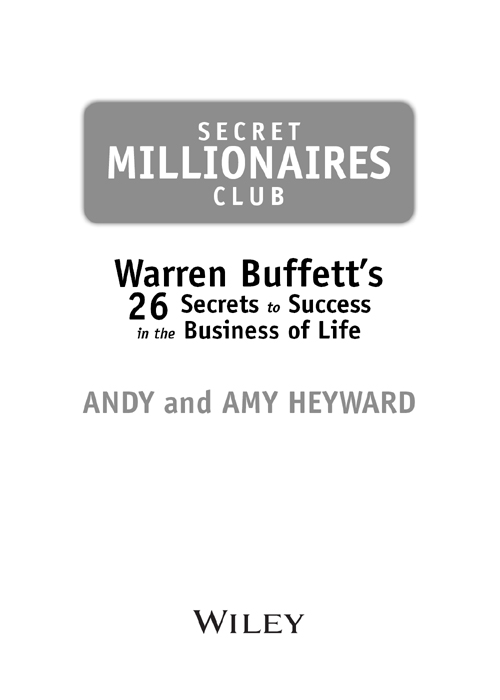 SECRET
MILLIONAIRES
CLUB
Warren Buffett's
26 Secrets to Success
in the Business of Life
ANDY and AMY HEYWARD
WILEY